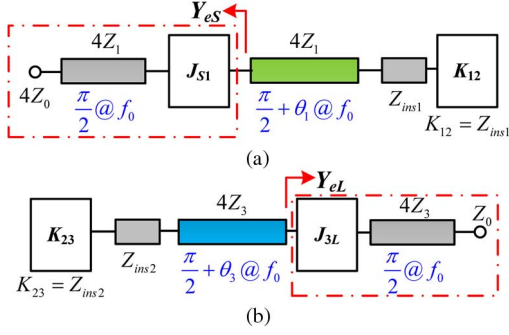 Y_eS
4Z_1
4Z_1
4Z_0
J_S1
K_12
π/2 @ f_0
π/2 + θ_1 @ f_0
Z_ins1
K_12 = Z_ins1
(a)
Y_eL
4Z_3
4Z_3
Z_0
K_23
J_3L
Z_ins2
π/2 + θ_3 @ f_0
π/2 @ f_0
K_23 = Z_ins2
(b)